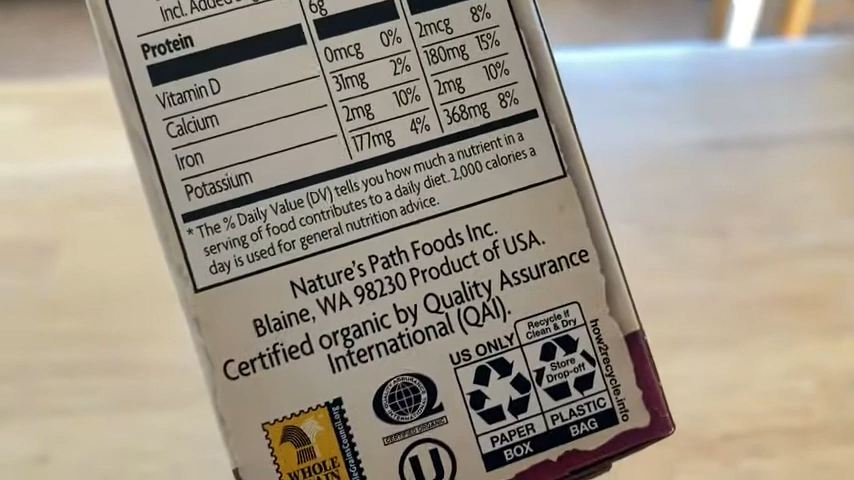 Incl. Added
6g
Protein
Vitamin D 0mcg 0% 2mcg 8%
Calcium 31mg 2% 180mg 15%
Iron 2mg 10% 2mg 10%
Potassium 177mg 4% 368mg 8%
* The % Daily Value (DV) tells you how much a nutrient in a
serving of food contributes to a daily diet. 2,000 calories a
day is used for general nutrition advice.
Nature's Path Foods Inc.
Blaine, WA 98230 Product of USA.
Certified organic by Quality Assurance
International (QAI).
US ONLY
Recycle if
Clean & Dry
Store
Drop-off
PAPER
BOX
PLASTIC
BAG
how2recycle.info
QUALITY ASSURANCE
INTERNATIONAL
CERTIFIED ORGANIC
U
WHOLE